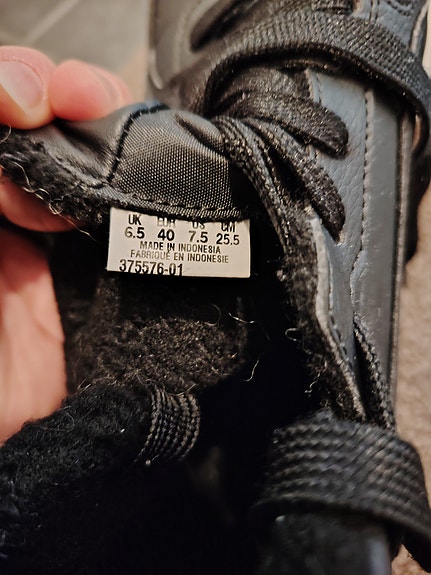 UK EUR US CM
6.5 40 7.5 25.5
MADE IN INDONESIA
FABRIQUÉ EN INDONESIE
375576-01